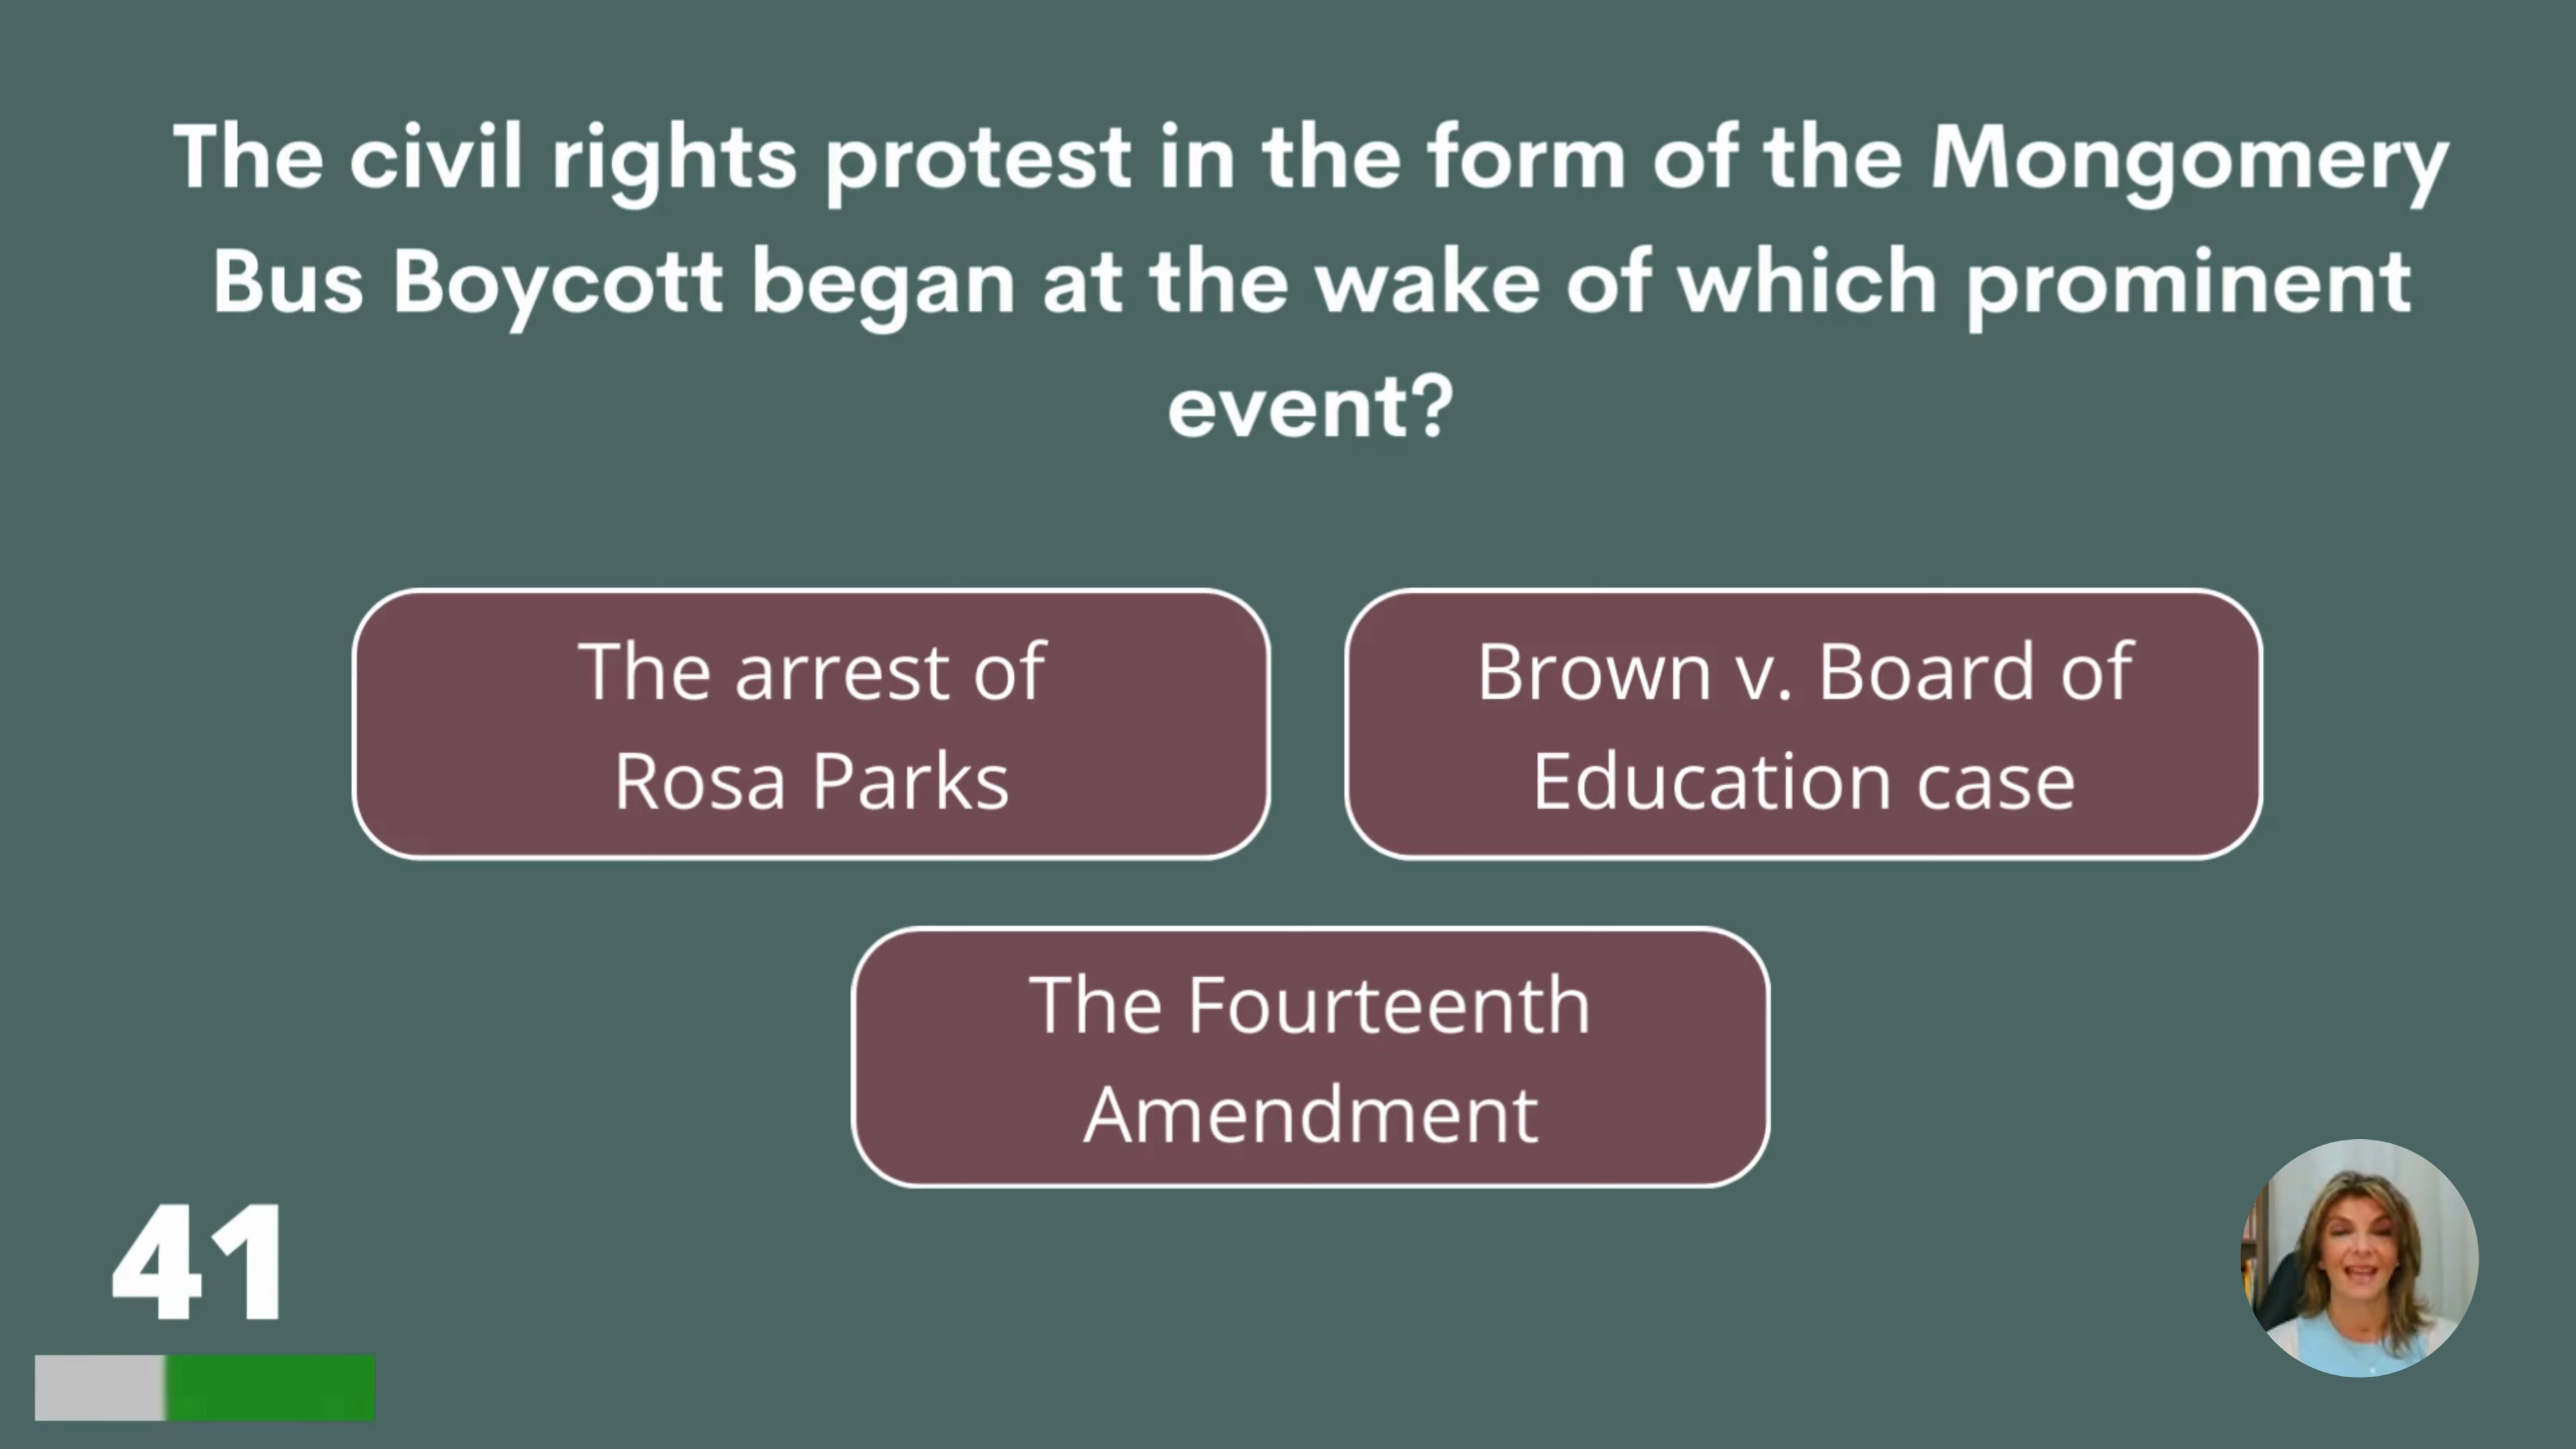 The civil rights protest in the form of the Mongomery
Bus Boycott began at the wake of which prominent
event?
The arrest of
Rosa Parks
Brown v. Board of
Education case
The Fourteenth
Amendment
41